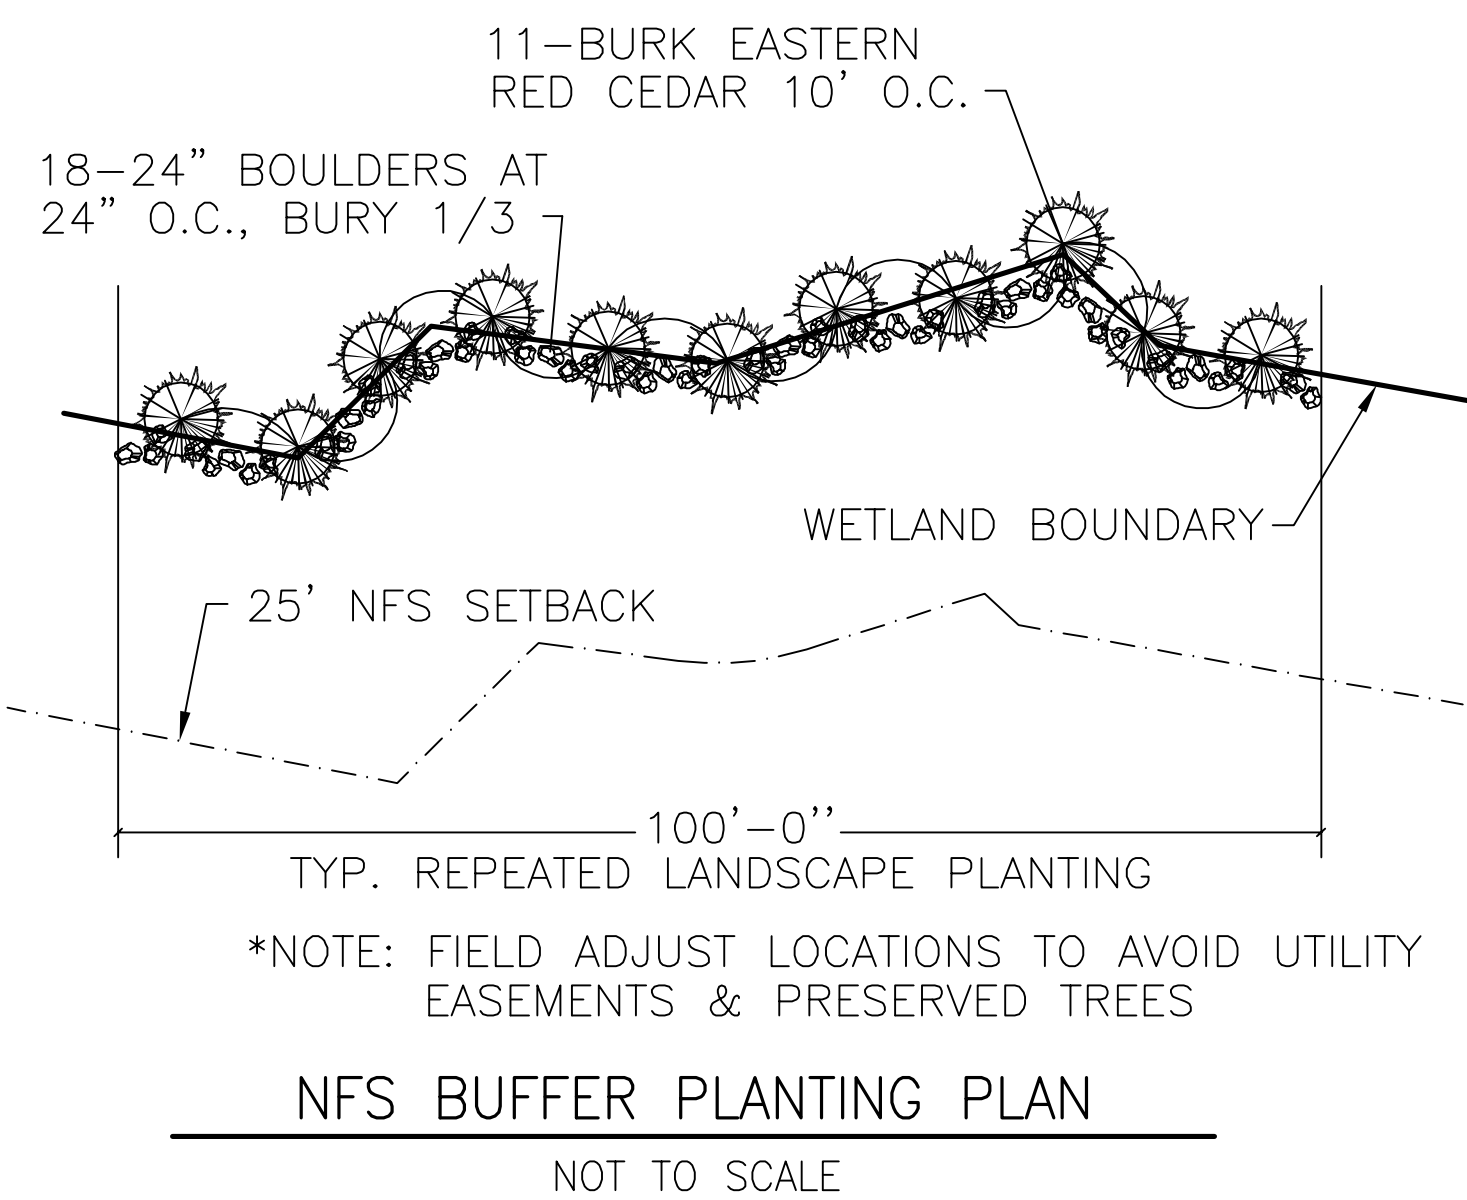 11-BURK EASTERN
RED CEDAR 10' O.C.
18-24" BOULDERS AT
24" O.C., BURY 1/3
WETLAND BOUNDARY
25' NFS SETBACK
100'-0"
TYP. REPEATED LANDSCAPE PLANTING
*NOTE: FIELD ADJUST LOCATIONS TO AVOID UTILITY
EASEMENTS & PRESERVED TREES
NFS BUFFER PLANTING PLAN
NOT TO SCALE